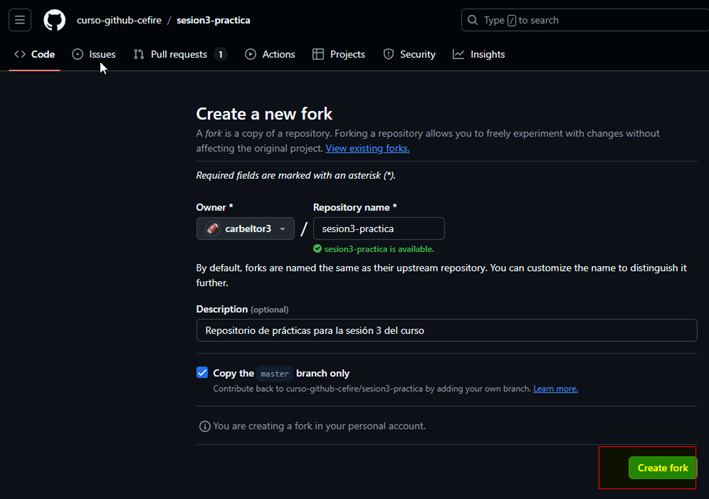 curso-github-cefire / sesion3-practica
Type / to search
Code Issues Pull requests 1 Actions Projects Security Insights
Create a new fork
A fork is a copy of a repository. Forking a repository allows you to freely experiment with changes without
affecting the original project. View existing forks.
Required fields are marked with an asterisk (*).
Owner * Repository name *
carbeltor3 / sesion3-practica
sesion3-practica is available.
By default, forks are named the same as their upstream repository. You can customize the name to distinguish it
further.
Description (optional)
Repositorio de prácticas para la sesión 3 del curso
Copy the master branch only
Contribute back to curso-github-cefire/sesion3-practica by adding your own branch. Learn more.
You are creating a fork in your personal account.
Create fork